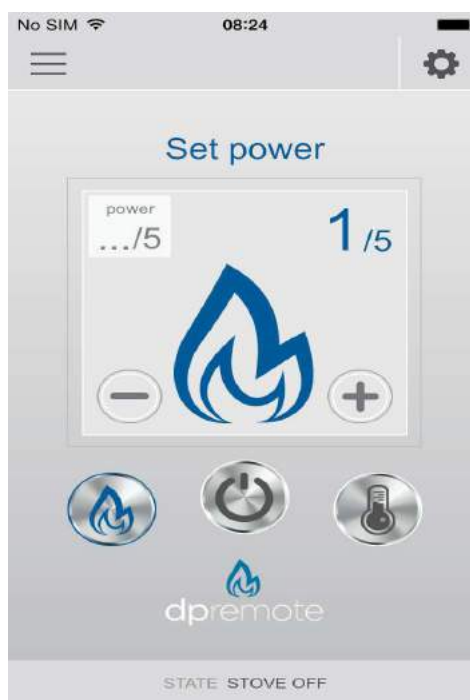 No SIM 08:24
Set power
power
.../5
1/5
dpremote
STATE STOVE OFF